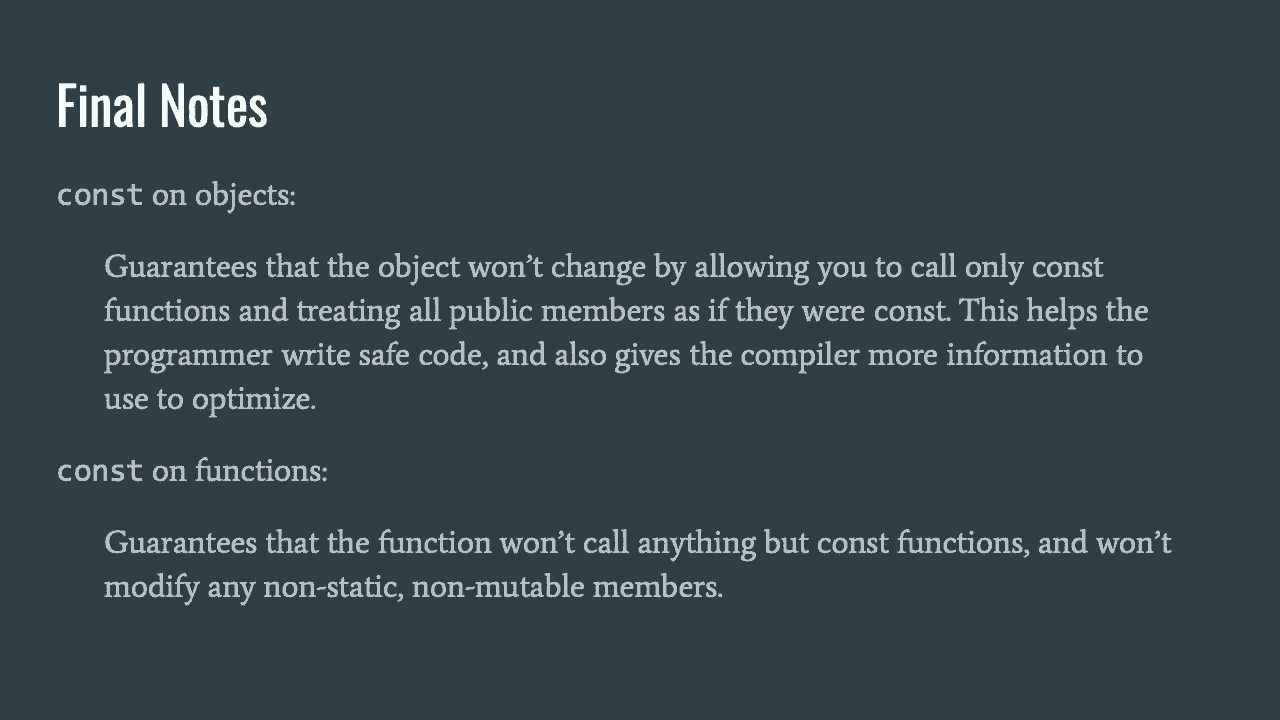 Final Notes
const on objects:
Guarantees that the object won’t change by allowing you to call only const
functions and treating all public members as if they were const. This helps the
programmer write safe code, and also gives the compiler more information to
use to optimize.
const on functions:
Guarantees that the function won’t call anything but const functions, and won’t
modify any non-static, non-mutable members.